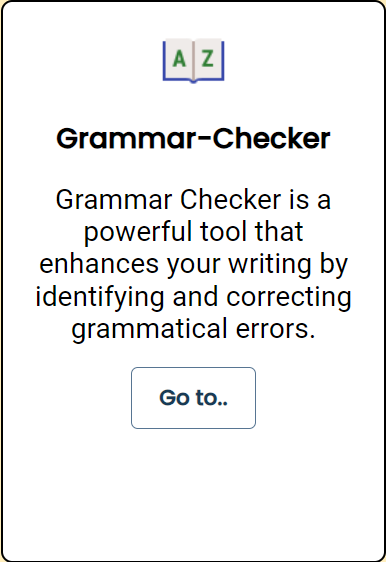 A Z
Grammar-Checker
Grammar Checker is a
powerful tool that
enhances your writing by
identifying and correcting
grammatical errors.
Go to..